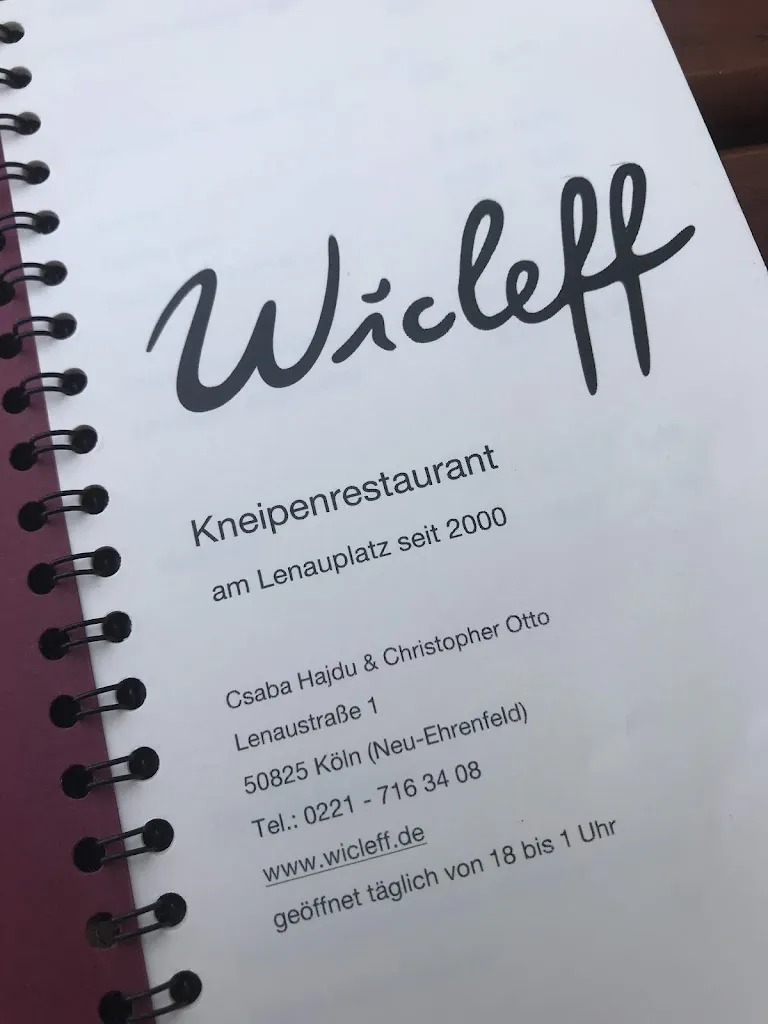 Wicleff
Kneipenrestaurant
am Lenauplatz seit 2000
Csaba Hajdu & Christopher Otto
Lenaustraße 1
50825 Köln (Neu-Ehrenfeld)
Tel.: 0221 - 716 34 08
www.wicleff.de
geöffnet täglich von 18 bis 1 Uhr